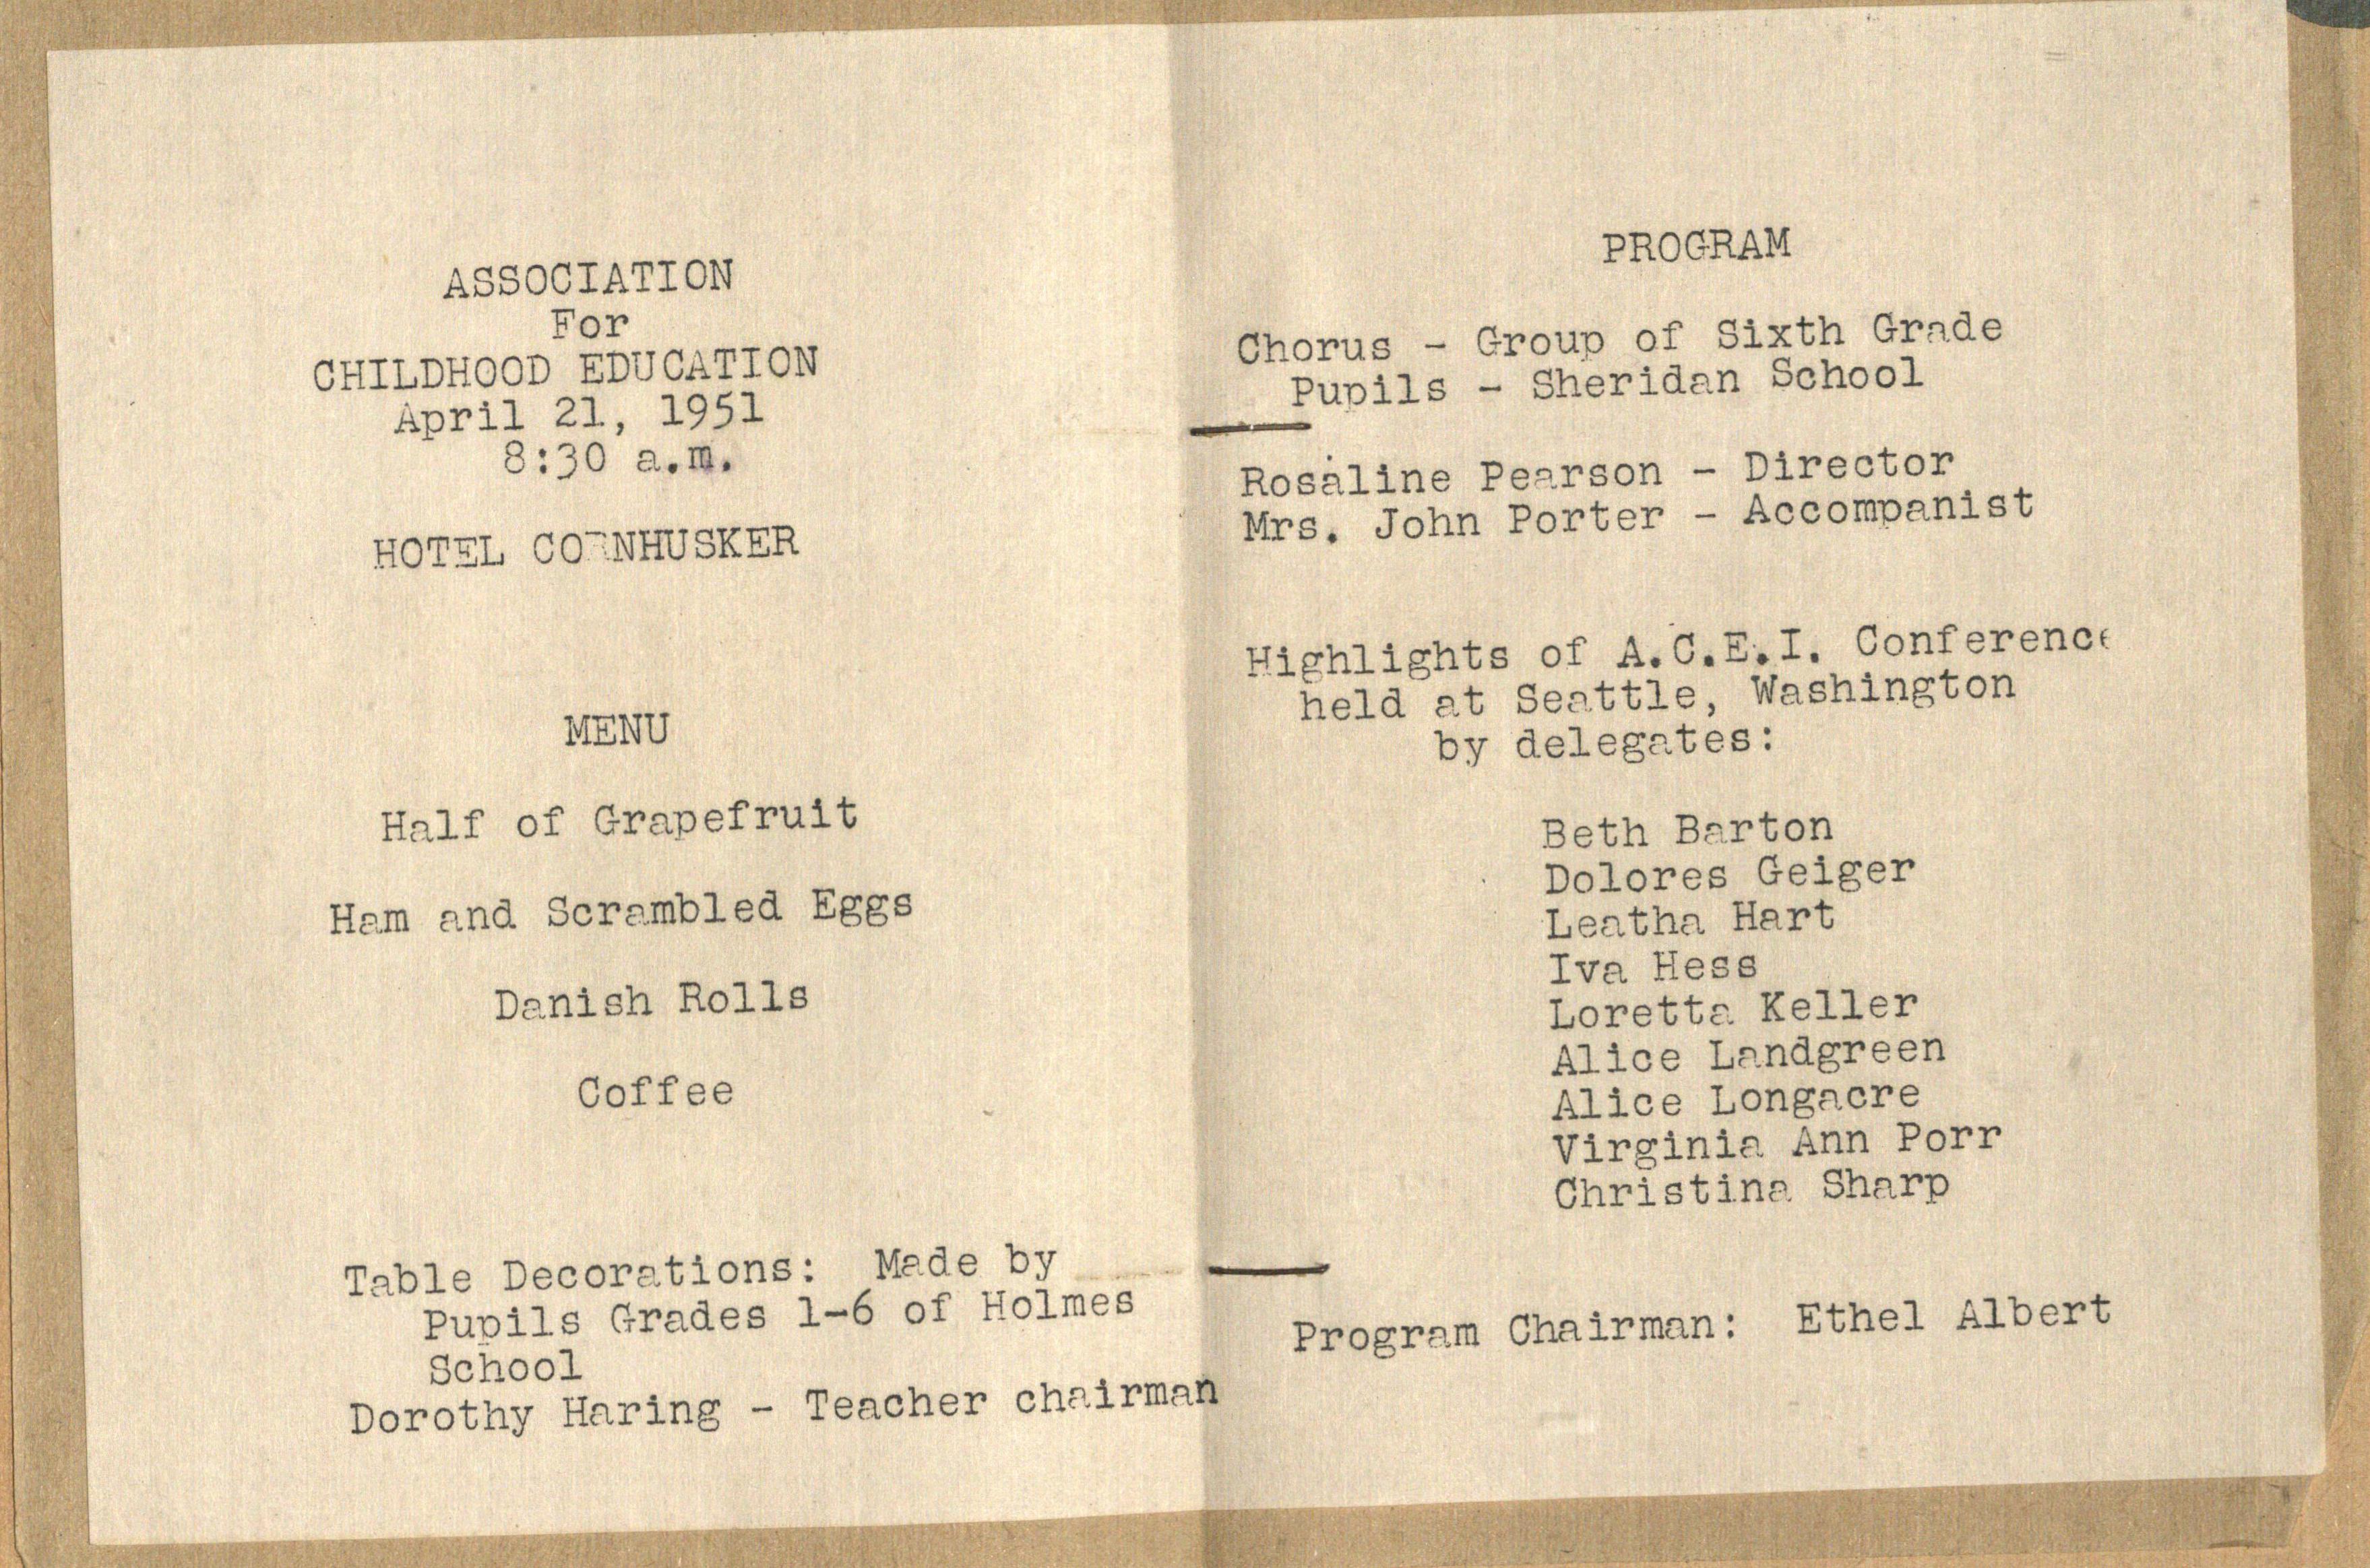 ASSOCIATION
For
CHILDHOOD EDUCATION
April 21, 1951
8:30 a.m.
HOTEL CORNHUSKER
MENU
Half of Grapefruit
Ham and Scrambled Eggs
Danish Rolls
Coffee
Table Decorations: Made by
Pupils Grades 1-6 of Holmes
School
Dorothy Haring - Teacher chairman
PROGRAM
Chorus - Group of Sixth Grade
Pupils - Sheridan School
Rosaline Pearson - Director
Mrs. John Porter - Accompanist
Highlights of A.C.E.I. Conference
held at Seattle, Washington
by delegates:
Beth Barton
Dolores Geiger
Leatha Hart
Iva Hess
Loretta Keller
Alice Landgreen
Alice Longacre
Virginia Ann Porr
Christina Sharp
Program Chairman: Ethel Albert